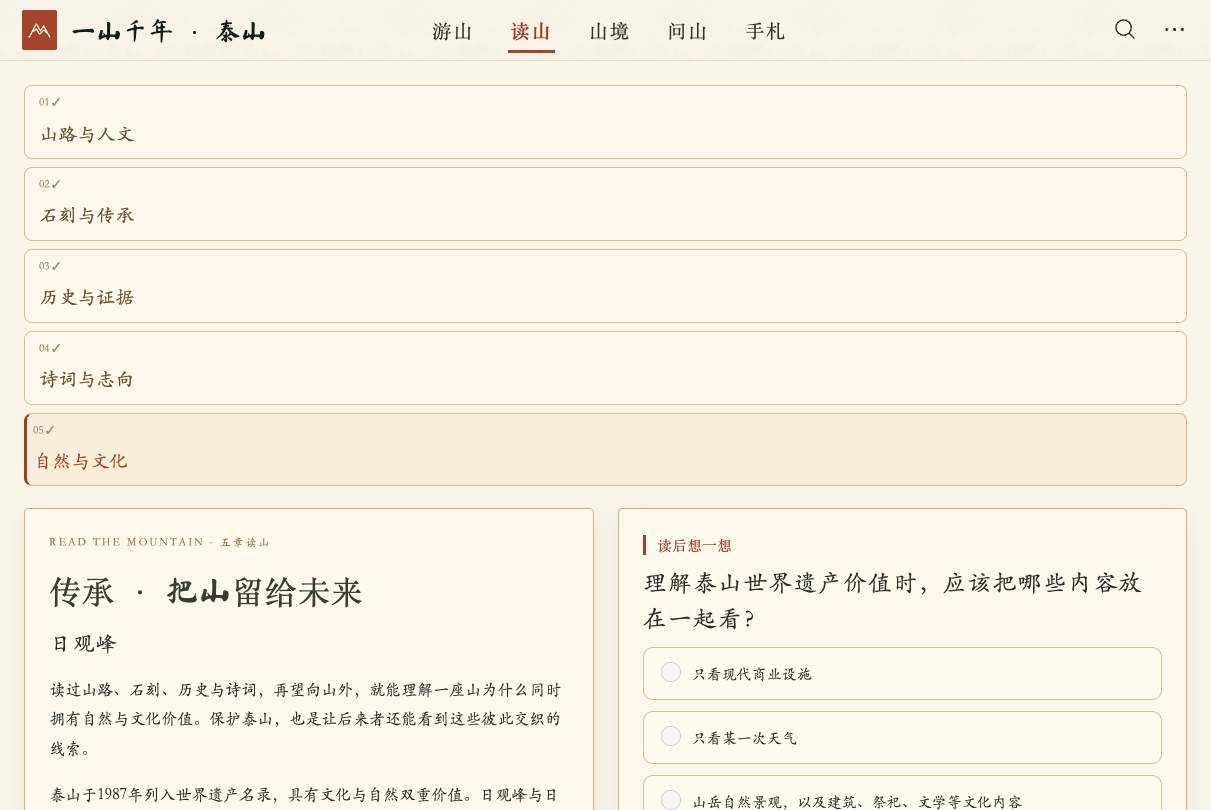 一山千年 · 泰山
游山 读山 山境 问山 手札
01✓
山路与人文
02✓
石刻与传承
03✓
历史与证据
04✓
诗词与志向
05✓
自然与文化
READ THE MOUNTAIN · 五章读山
传承 · 把山留给未来
日观峰
读过山路、石刻、历史与诗词，再望向山外，就能理解一座山为什么同时
拥有自然与文化价值。保护泰山，也是让后来者还能看到这些彼此交织的
线索。
泰山于1987年列入世界遗产名录，具有文化与自然双重价值。日观峰与日
读后想一想
理解泰山世界遗产价值时，应该把哪些内容放
在一起看？
只看现代商业设施
只看某一次天气
山岳自然景观，以及建筑、祭祀、文学等文化内容